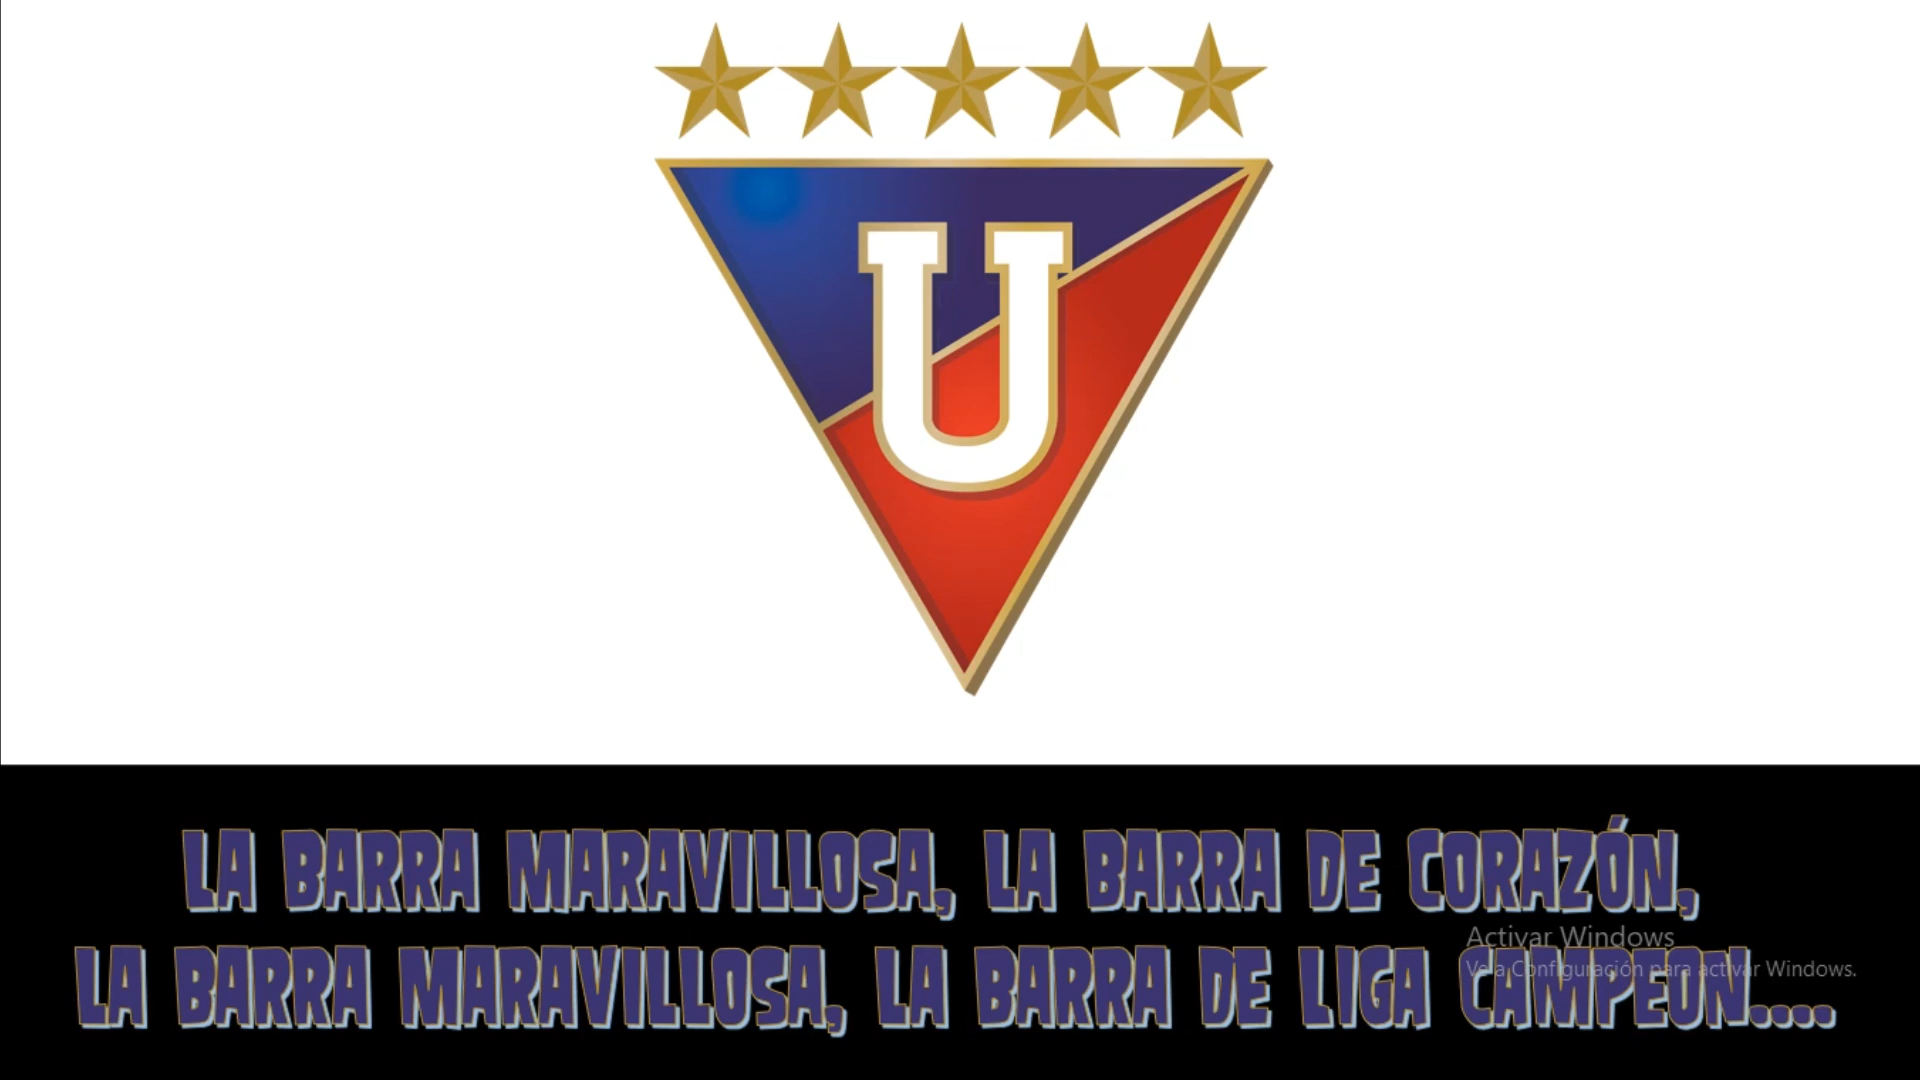 U
LA BARRA MARAVILLOSA, LA BARRA DE CORAZÓN,
LA BARRA MARAVILLOSA, LA BARRA DE LIGA CAMPEON....
Activar Windows
Ve a Configuración para activar Windows.